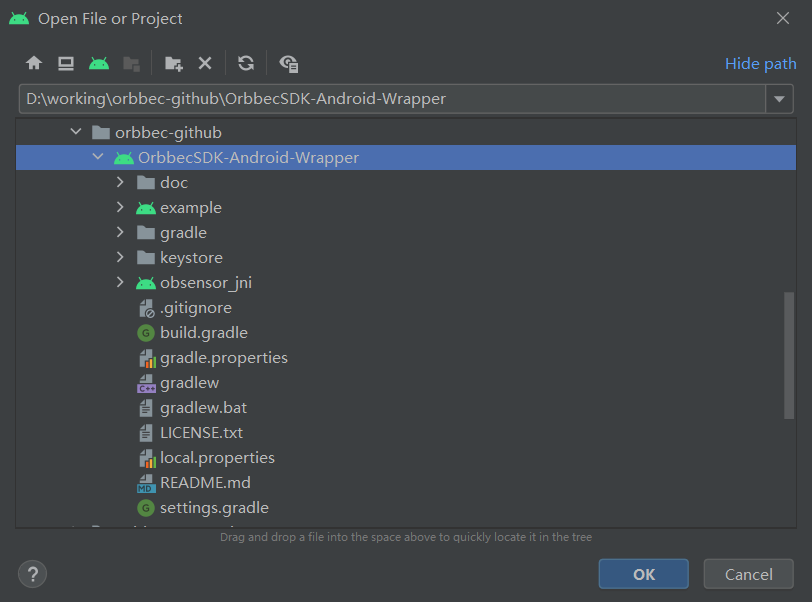 Open File or Project
Hide path
D:\working\orbbec-github\OrbbecSDK-Android-Wrapper
orbbec-github
OrbbecSDK-Android-Wrapper
doc
example
gradle
keystore
obsensor_jni
.gitignore
build.gradle
gradle.properties
C++ gradlew
gradlew.bat
LICENSE.txt
local.properties
MD README.md
G settings.gradle
Drag and drop a file into the space above to quickly locate it in the tree
? OK Cancel